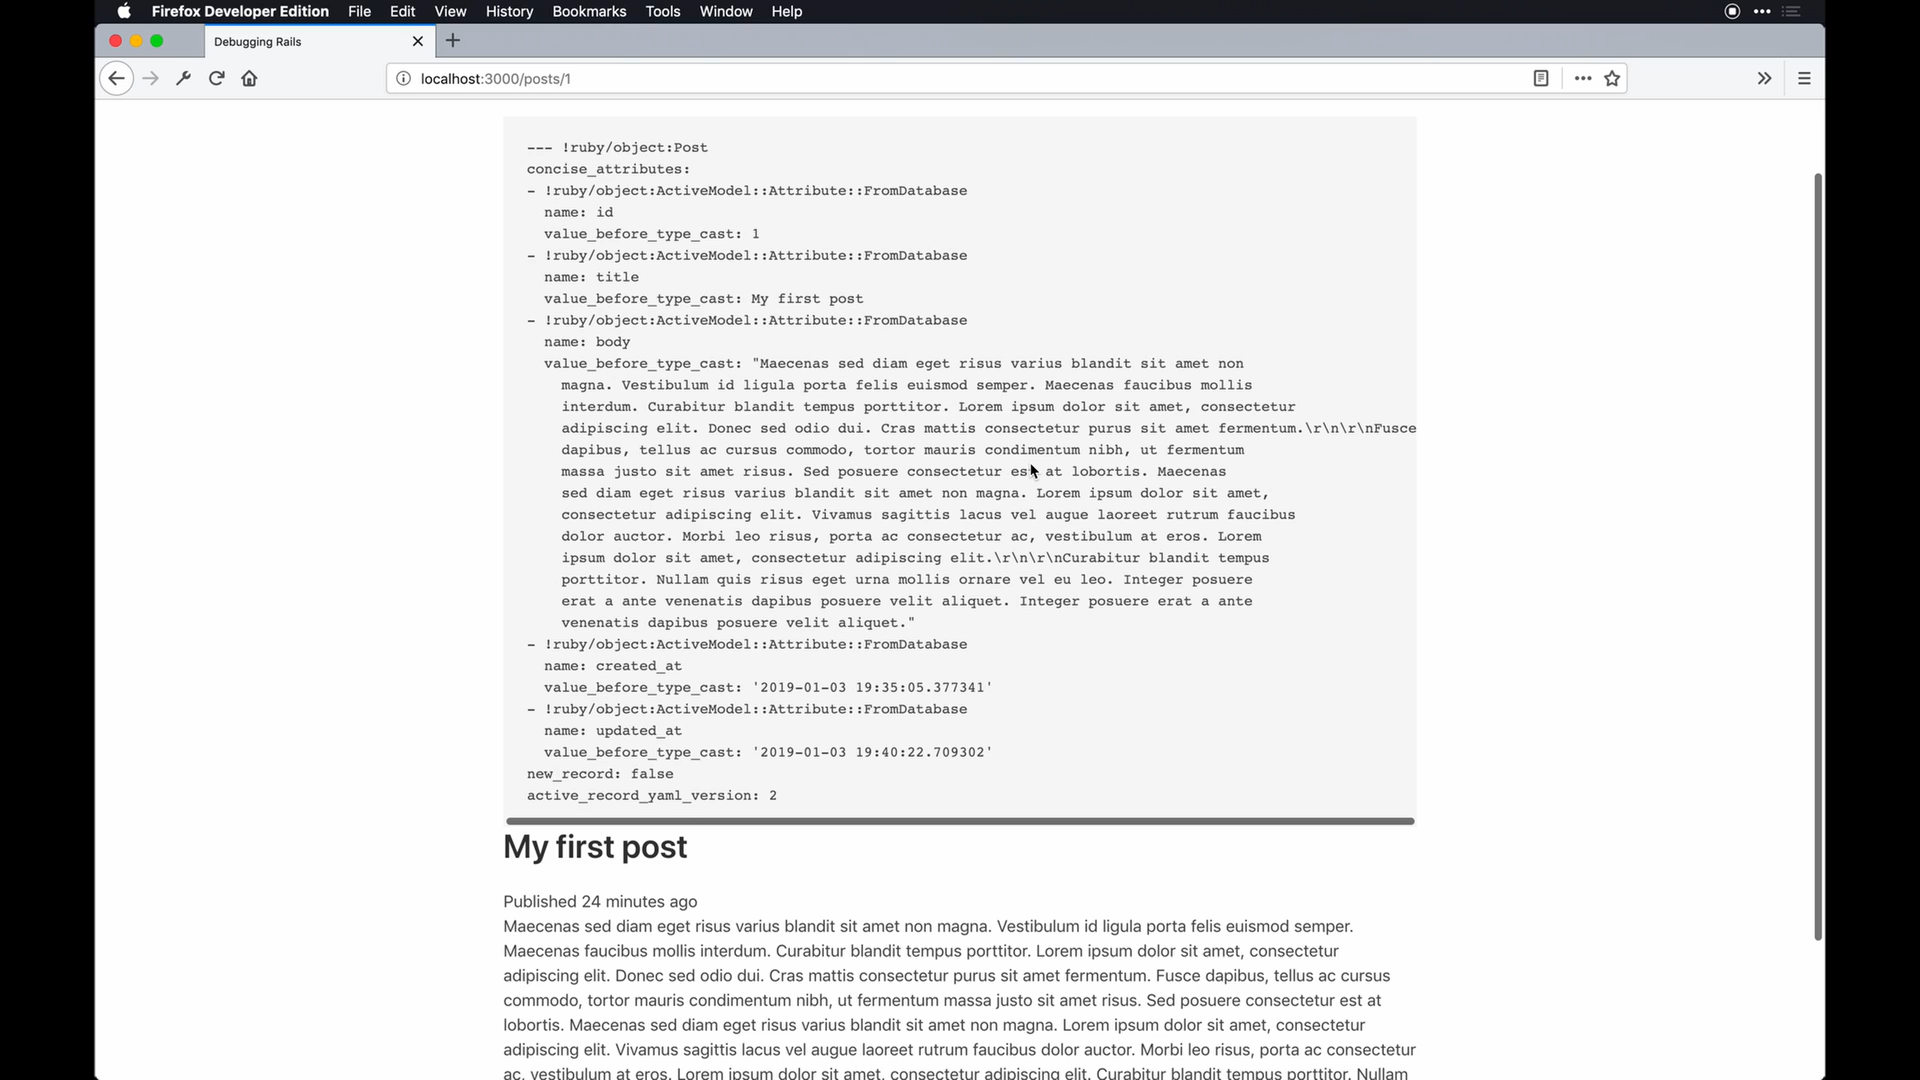 Firefox Developer Edition File Edit View History Bookmarks Tools Window Help
Debugging Rails
localhost:3000/posts/1
--- !ruby/object:Post
concise_attributes:
- !ruby/object:ActiveModel::Attribute::FromDatabase
name: id
value_before_type_cast: 1
- !ruby/object:ActiveModel::Attribute::FromDatabase
name: title
value_before_type_cast: My first post
- !ruby/object:ActiveModel::Attribute::FromDatabase
name: body
value_before_type_cast: "Maecenas sed diam eget risus varius blandit sit amet non
magna. Vestibulum id ligula porta felis euismod semper. Maecenas faucibus mollis
interdum. Curabitur blandit tempus porttitor. Lorem ipsum dolor sit amet, consectetur
adipiscing elit. Donec sed odio dui. Cras mattis consectetur purus sit amet fermentum.\r\n\r\nFusce
dapibus, tellus ac cursus commodo, tortor mauris condimentum nibh, ut fermentum
massa justo sit amet risus. Sed posuere consectetur est at lobortis. Maecenas
sed diam eget risus varius blandit sit amet non magna. Lorem ipsum dolor sit amet,
consectetur adipiscing elit. Vivamus sagittis lacus vel augue laoreet rutrum faucibus
dolor auctor. Morbi leo risus, porta ac consectetur ac, vestibulum at eros. Lorem
ipsum dolor sit amet, consectetur adipiscing elit.\r\n\r\nCurabitur blandit tempus
porttitor. Nullam quis risus eget urna mollis ornare vel eu leo. Integer posuere
erat a ante venenatis dapibus posuere velit aliquet. Integer posuere erat a ante
venenatis dapibus posuere velit aliquet."
- !ruby/object:ActiveModel::Attribute::FromDatabase
name: created_at
value_before_type_cast: '2019-01-03 19:35:05.377341'
- !ruby/object:ActiveModel::Attribute::FromDatabase
name: updated_at
value_before_type_cast: '2019-01-03 19:40:22.709302'
new_record: false
active_record_yaml_version: 2
My first post
Published 24 minutes ago
Maecenas sed diam eget risus varius blandit sit amet non magna. Vestibulum id ligula porta felis euismod semper.
Maecenas faucibus mollis interdum. Curabitur blandit tempus porttitor. Lorem ipsum dolor sit amet, consectetur
adipiscing elit. Donec sed odio dui. Cras mattis consectetur purus sit amet fermentum. Fusce dapibus, tellus ac cursus
commodo, tortor mauris condimentum nibh, ut fermentum massa justo sit amet risus. Sed posuere consectetur est at
lobortis. Maecenas sed diam eget risus varius blandit sit amet non magna. Lorem ipsum dolor sit amet, consectetur
adipiscing elit. Vivamus sagittis lacus vel augue laoreet rutrum faucibus dolor auctor. Morbi leo risus, porta ac consectetur
ac, vestibulum at eros. Lorem ipsum dolor sit amet, consectetur adipiscing elit. Curabitur blandit tempus porttitor. Nullam